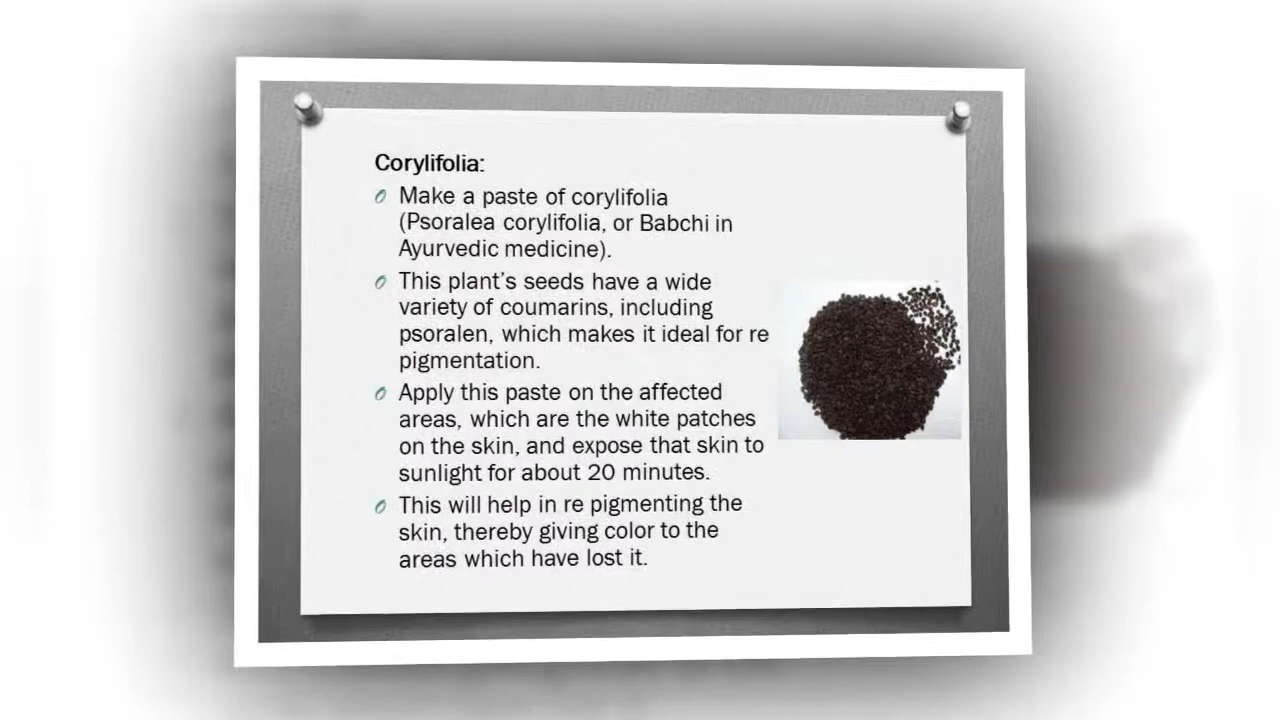 Corylifolia:
Make a paste of corylifolia
(Psoralea corylifolia, or Babchi in
Ayurvedic medicine).
This plant's seeds have a wide
variety of coumarins, including
psoralen, which makes it ideal for re
pigmentation.
Apply this paste on the affected
areas, which are the white patches
on the skin, and expose that skin to
sunlight for about 20 minutes.
This will help in re pigmenting the
skin, thereby giving color to the
areas which have lost it.